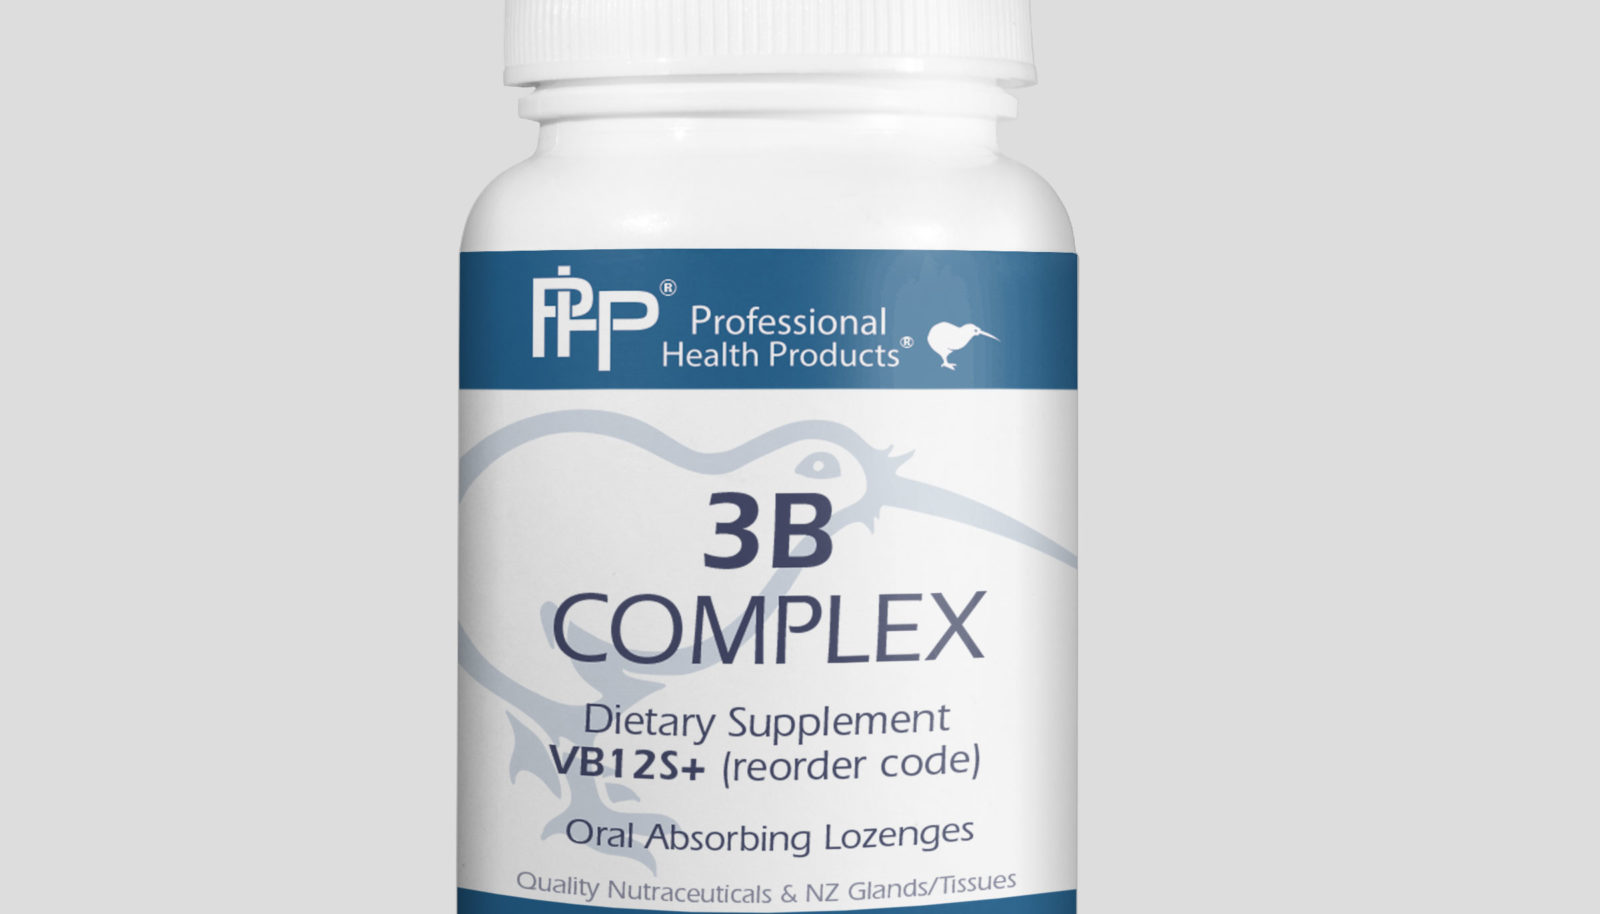 PHP®
Professional
Health Products®
3B
COMPLEX
Dietary Supplement
VB12S+ (reorder code)
Oral Absorbing Lozenges
Quality Nutraceuticals & NZ Glands/Tissues